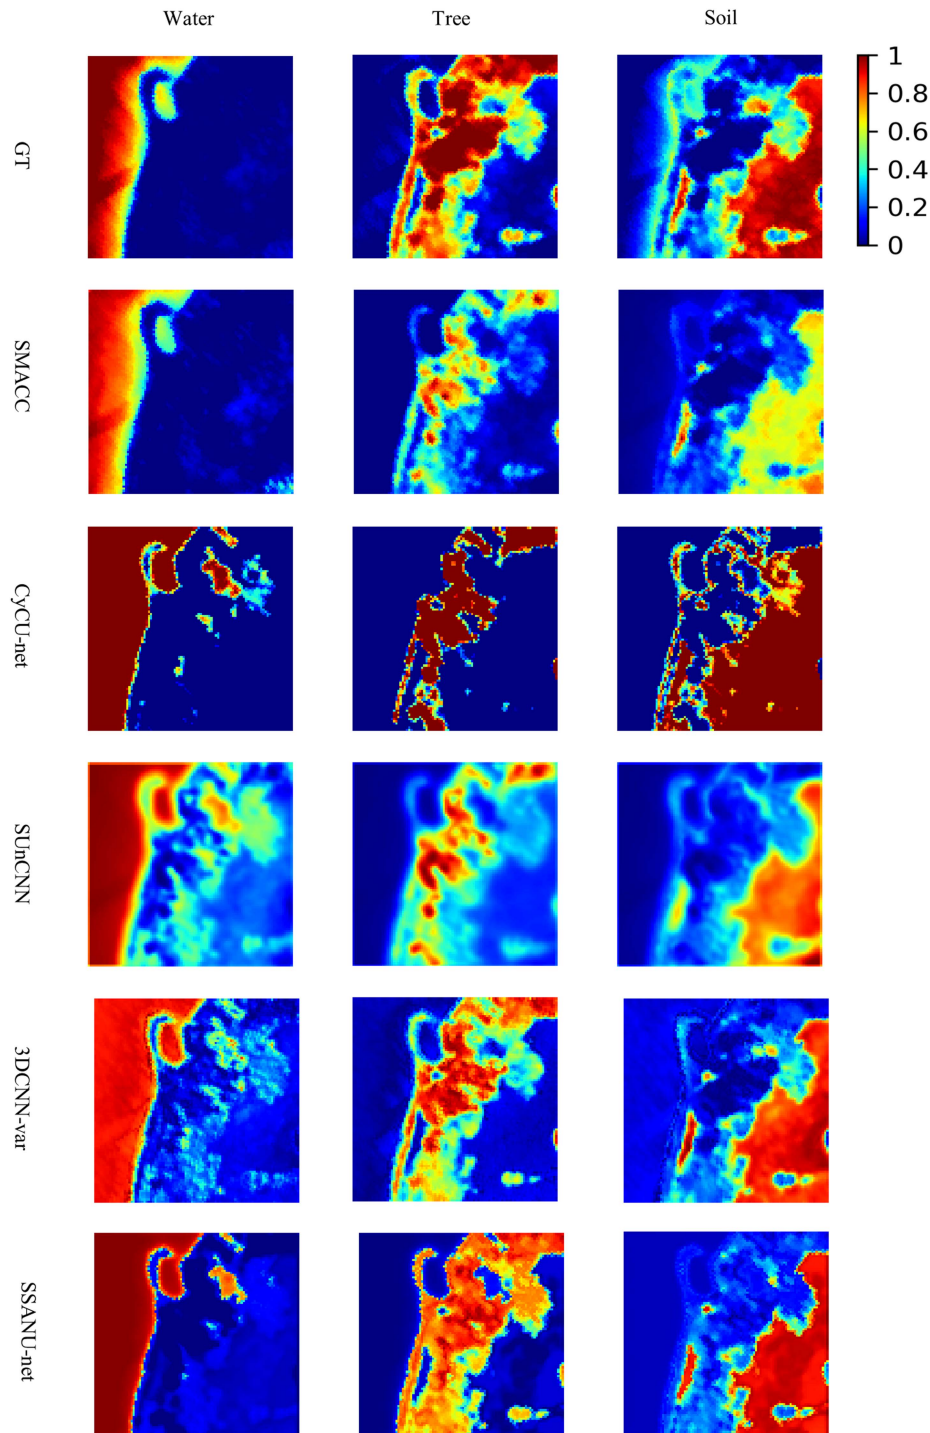 Water Tree Soil
GT
1
0.8
0.6
0.4
0.2
0
SMACC
CyCU-net
SUnCNN
3DCNN-var
SSANU-net